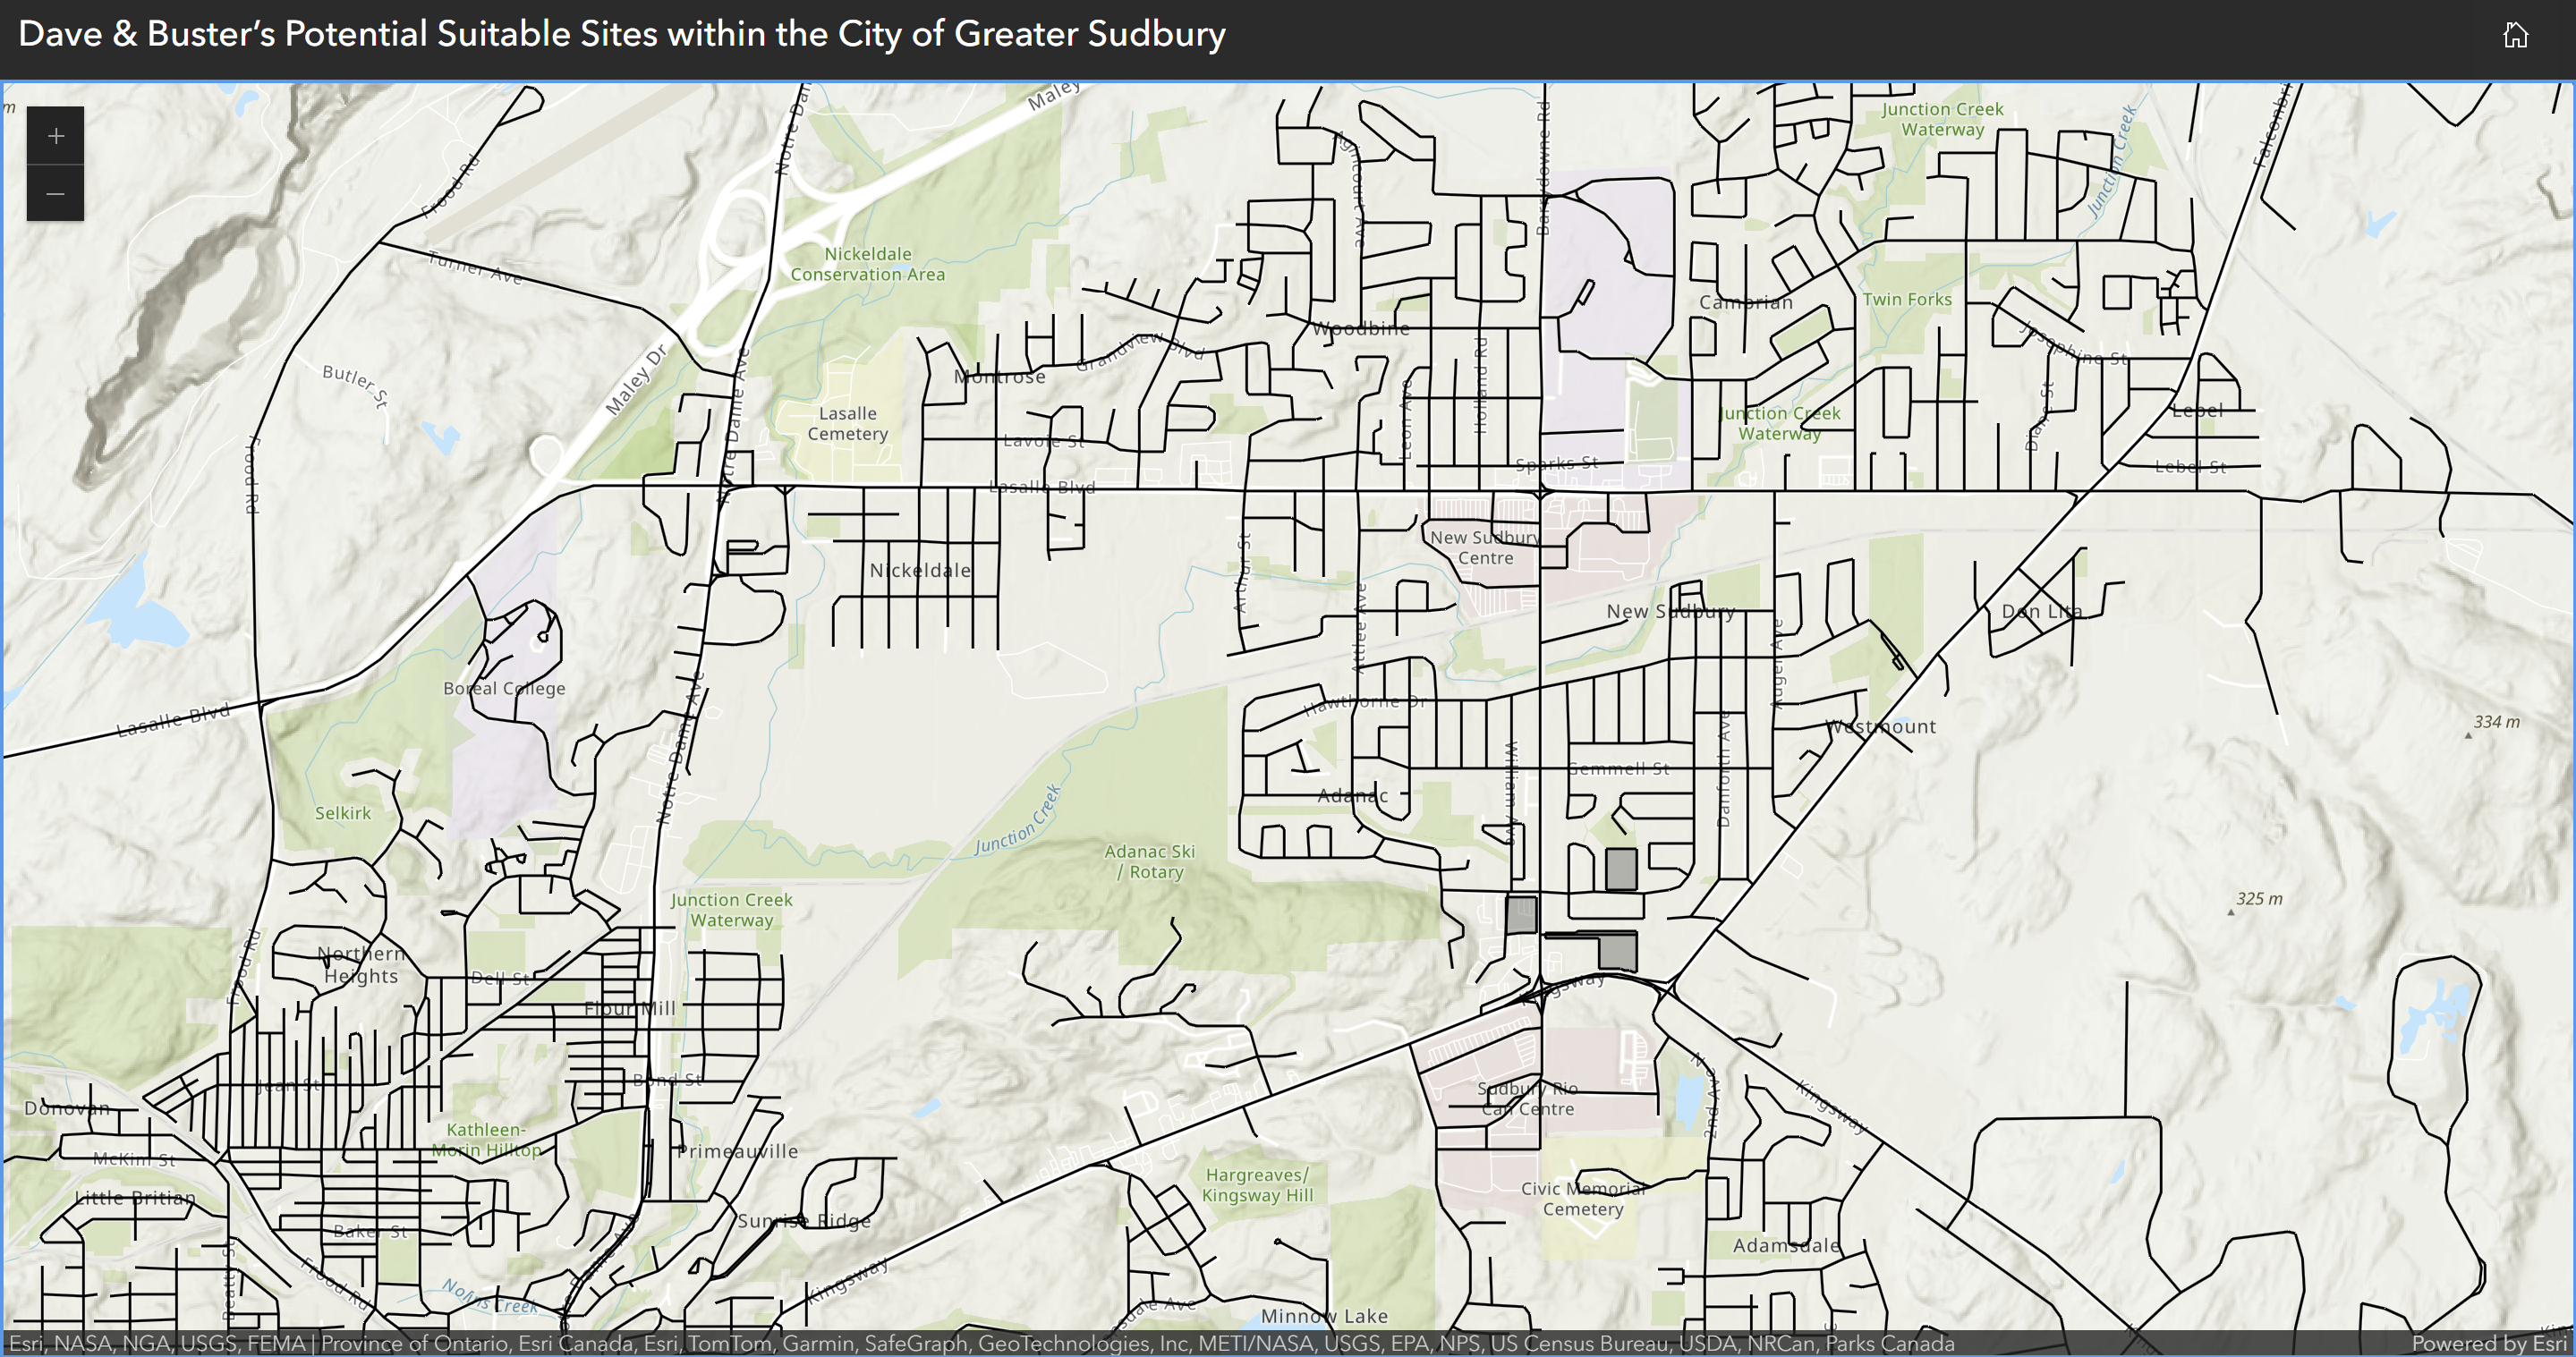 Dave & Buster's Potential Suitable Sites within the City of Greater Sudbury
m
+
−
Frood Rd
Turner Ave
Butler St
Maley Dr
Maley
Notre Dame Ave
Nickeldale
Conservation Area
Lasalle
Cemetery
Montrose
Grandview Blvd
Lavoie St
Lasalle Blvd
Agincourt Ave
Woodbine
Leon Ave
Holland Rd
Barrydowne Rd
Sparks St
Cambrian
Junction Creek
Waterway
Junction Creek
Twin Forks
Josephine St
Diane St
Junction Creek
Waterway
Lebel
Lebel St
Frood Rd
Nickeldale
Arthur St
Attlee Ave
New Sudbury
Centre
New Sudbury
Auger Ave
Don Lita
Boreal College
Lasalle Blvd
Notre Dame Ave
Hawthorne Dr
Westmount
334 m
William Ave
Gemmell St
Danforth Ave
Adanac
Selkirk
Junction Creek
Adanac Ski
/ Rotary
Junction Creek
Waterway
325 m
Frood Rd
Northern
Heights
Dell St
Flour Mill
Kingsway
Jean St
Bond St
Donovan
Kathleen-
Morin Hilltop
McKim St
Primeauville
Sudbury Rio
Can Centre
2nd Ave N
Kingsway
Little Britian
Baker St
Sunrise Ridge
Hargreaves/
Kingsway Hill
Civic Memorial
Cemetery
Adamsdale
Beatty St
Frood Rd
Nolins Creek
Kingsway
Minnow Lake
Esri, NASA, NGA, USGS, FEMA | Province of Ontario, Esri Canada, Esri, TomTom, Garmin, SafeGraph, GeoTechnologies, Inc, METI/NASA, USGS, EPA, NPS, US Census Bureau, USDA, NRCan, Parks Canada
Powered by Esri